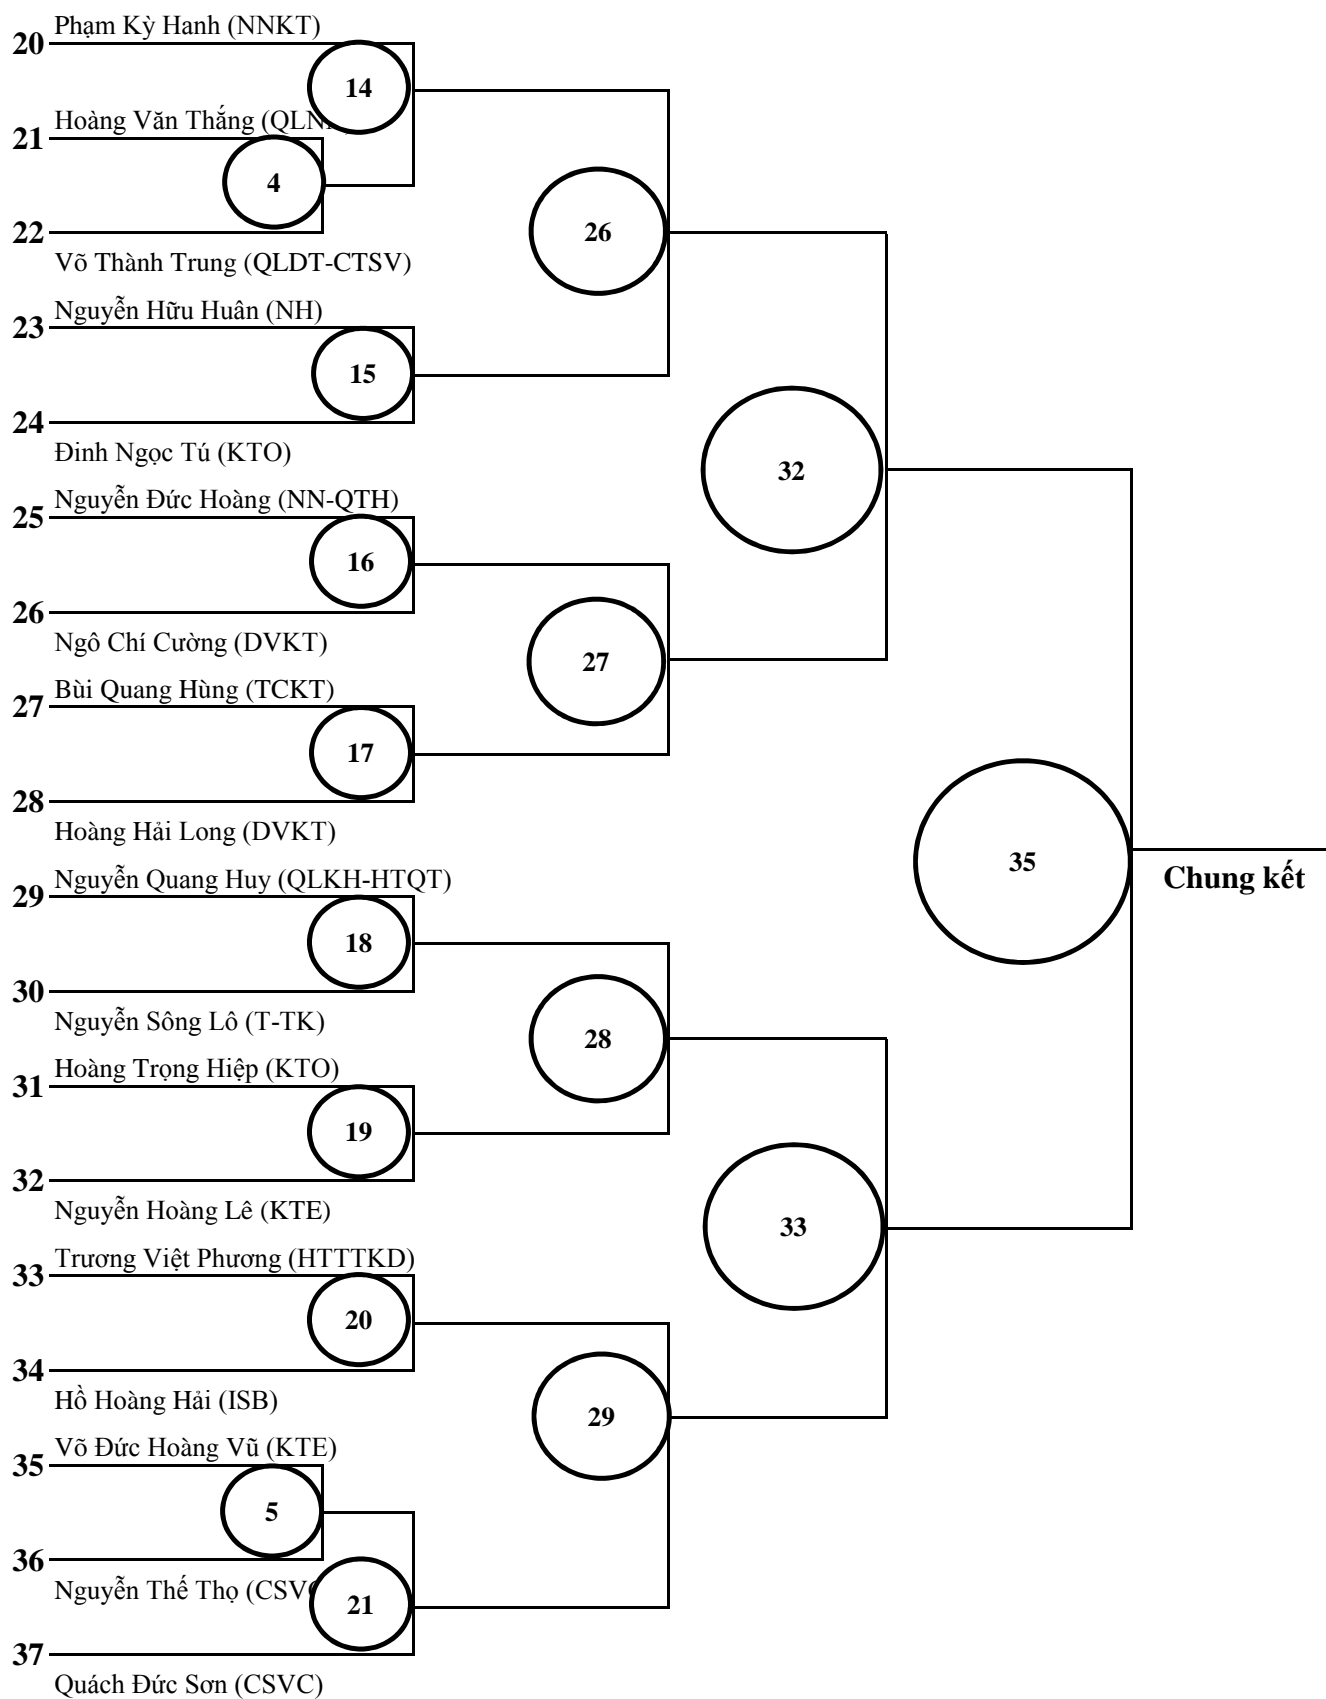 Phạm Kỳ Hanh (NNKT)
20
14
Hoàng Văn Thắng
21
4
22
26
Võ Thành Trung (QLDT-CTSV)
Nguyễn Hữu Huân (NH)
23
15
24
Đinh Ngọc Tú (KTO)
32
Nguyễn Đức Hoàng (NN-QTH)
25
16
26
Ngô Chí Cường (DVKT)
27
Bùi Quang Hùng (TCKT)
27
17
28
Hoàng Hải Long (DVKT)
35
Nguyễn Quang Huy (QLKH-HTQT)
Chung kết
29
18
30
Nguyễn Sông Lô (T-TK)
28
Hoàng Trọng Hiệp (KTO)
31
19
32
Nguyễn Hoàng Lê (KTE)
33
Trương Việt Phương (HTTTKD)
33
20
34
Hồ Hoàng Hải (ISB)
29
Võ Đức Hoàng Vũ (KTE)
35
5
36
Nguyễn Thế Thọ
21
37
Quách Đức Sơn (CSVC)